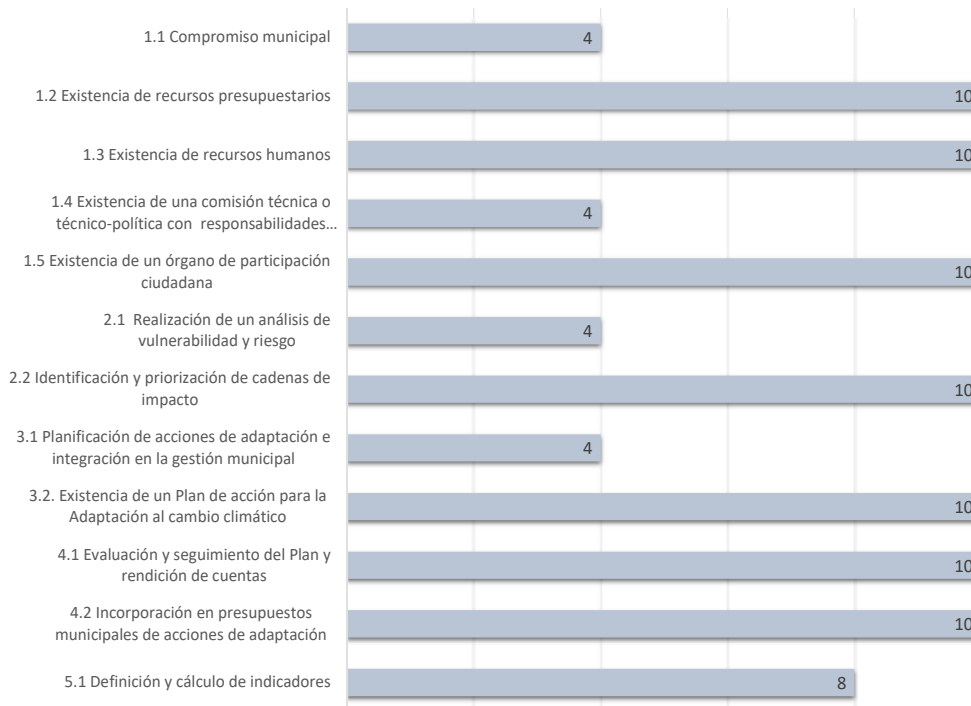 1.1 Compromiso municipal
4
1.2 Existencia de recursos presupuestarios
10
1.3 Existencia de recursos humanos
10
1.4 Existencia de una comisión técnica o
técnico-política con responsabilidades...
4
1.5 Existencia de un órgano de participación
ciudadana
10
2.1 Realización de un análisis de
vulnerabilidad y riesgo
4
2.2 Identificación y priorización de cadenas de
impacto
10
3.1 Planificación de acciones de adaptación e
integración en la gestión municipal
4
3.2. Existencia de un Plan de acción para la
Adaptación al cambio climático
10
4.1 Evaluación y seguimiento del Plan y
rendición de cuentas
10
4.2 Incorporación en presupuestos
municipales de acciones de adaptación
10
5.1 Definición y cálculo de indicadores
8